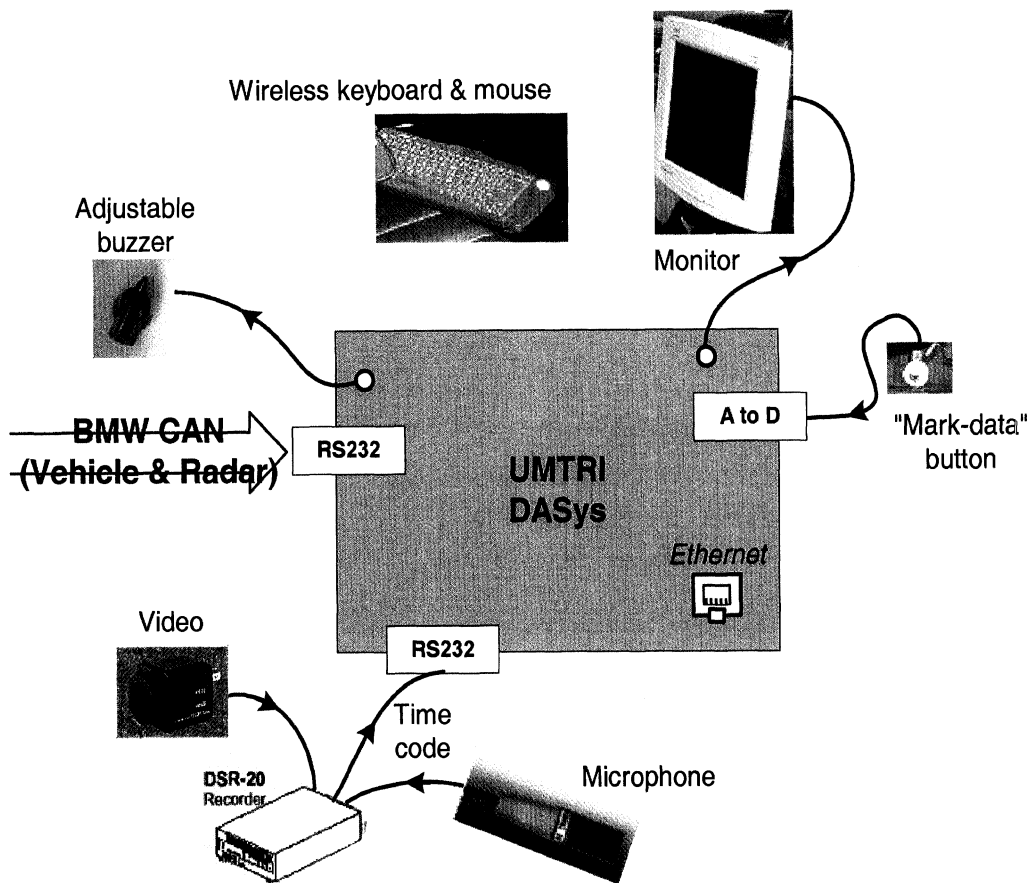 Wireless keyboard & mouse
Adjustable
buzzer
Monitor
BMW CAN
(Vehicle & Radar)
RS232
A to D
"Mark-data"
button
UMTRI
DASys
Ethernet
RS232
Video
Time
code
DSR-20
Recorder
Microphone